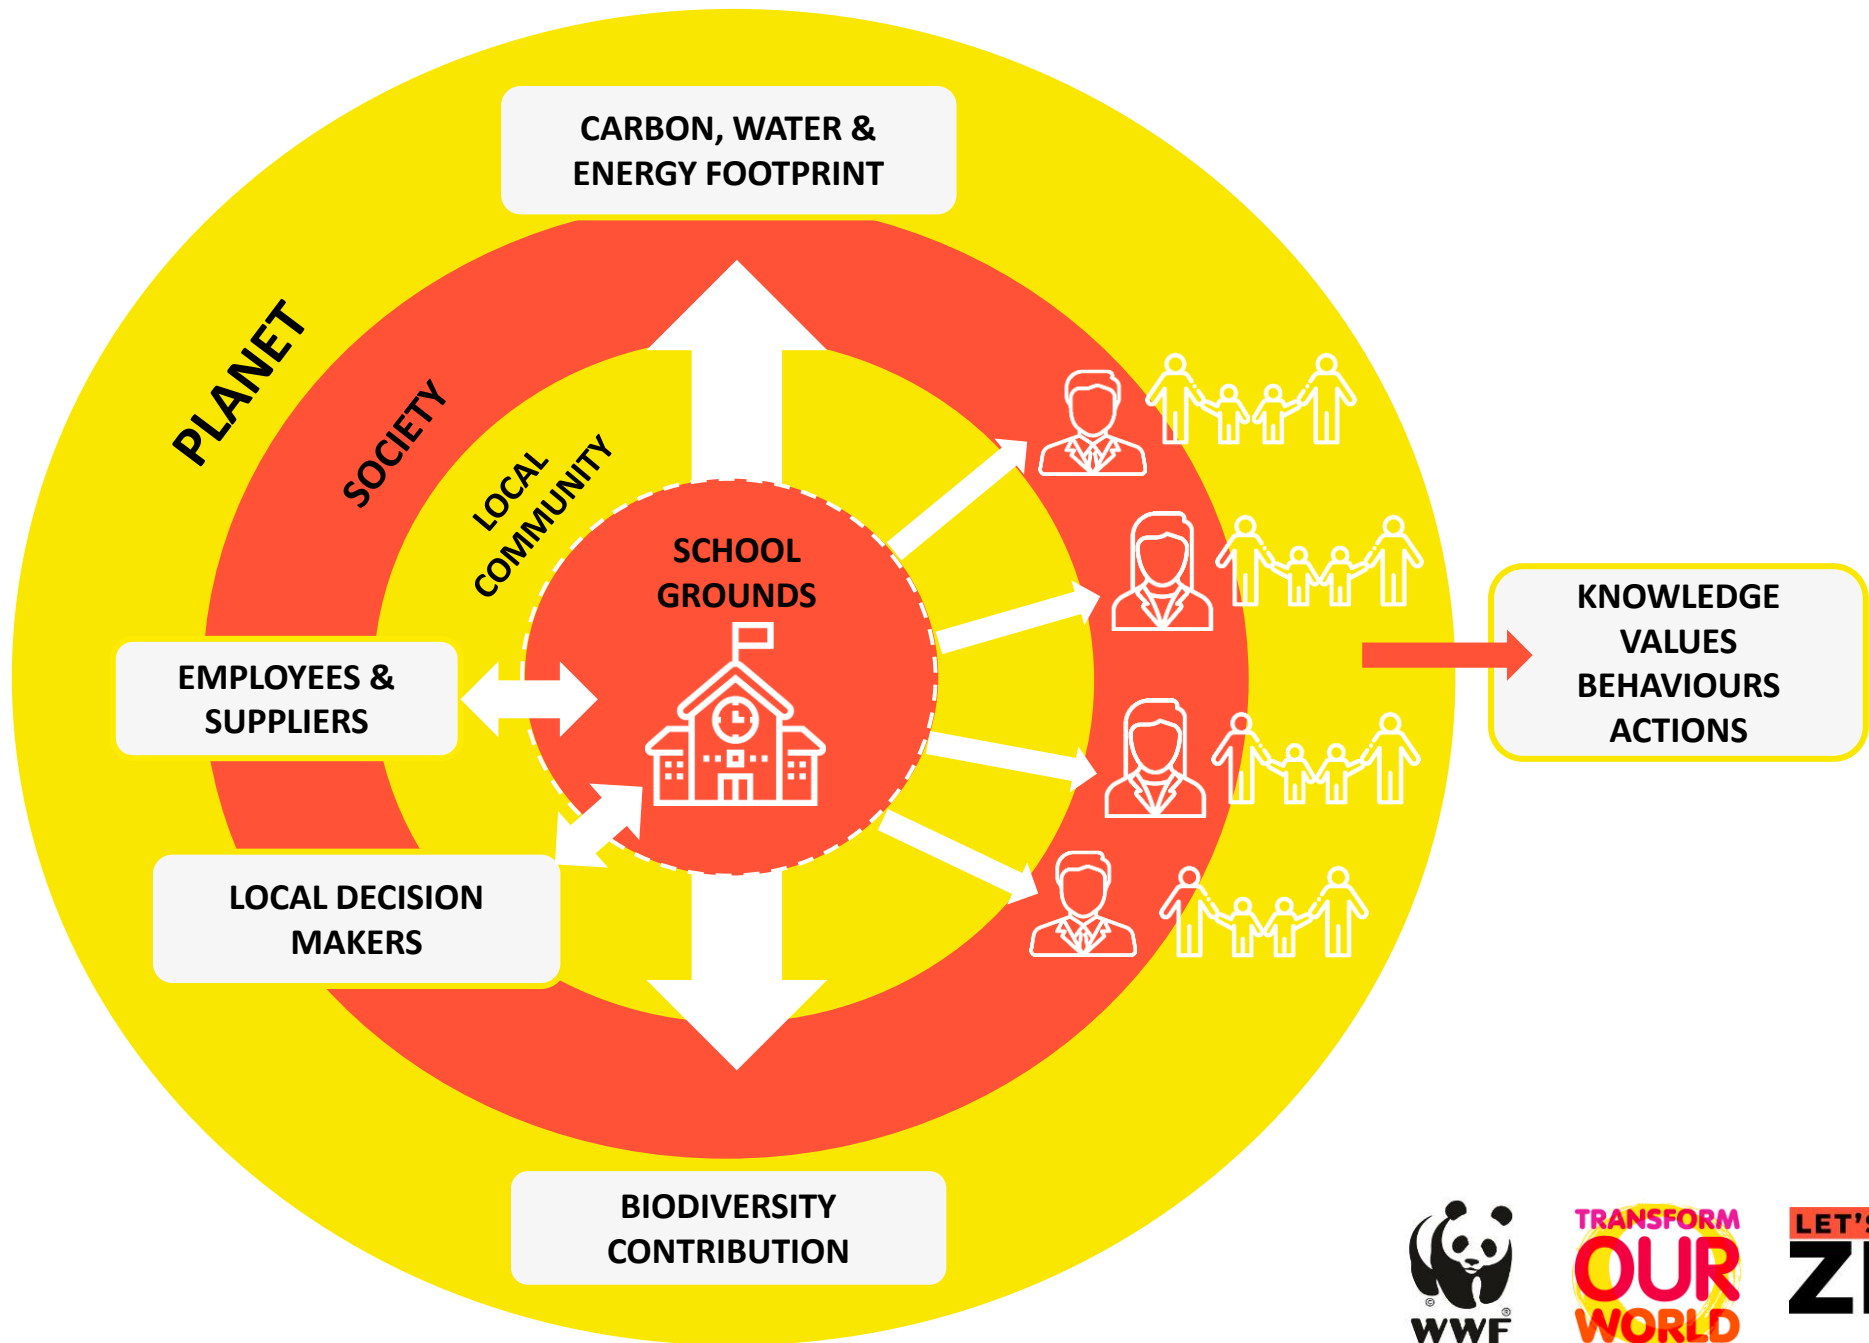 CARBON, WATER &
ENERGY FOOTPRINT
PLANET
SOCIETY
LOCAL
COMMUNITY
SCHOOL
GROUNDS
EMPLOYEES &
SUPPLIERS
KNOWLEDGE
VALUES
BEHAVIOURS
ACTIONS
LOCAL DECISION
MAKERS
BIODIVERSITY
CONTRIBUTION
WWF
TRANSFORM
OUR
WORLD
LET'S